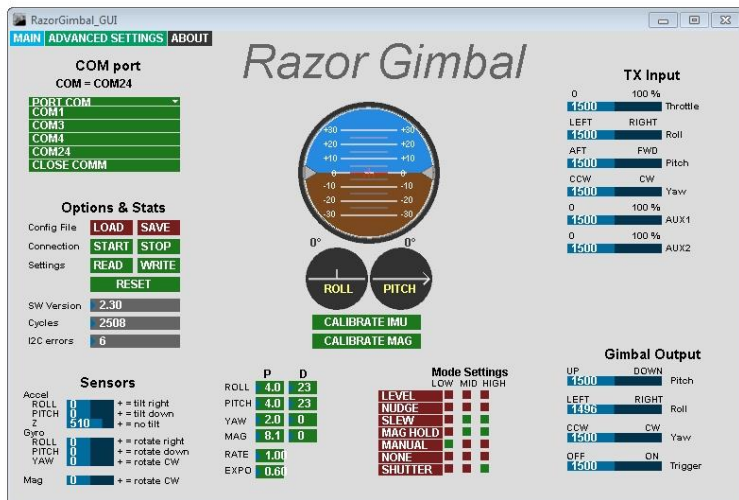 RazorGimbal_GUI
MAIN ADVANCED SETTINGS ABOUT
Razor Gimbal
COM port
COM = COM24
PORT COM
COM1
COM3
COM4
COM24
CLOSE COMM
Options & Stats
Config File LOAD SAVE
Connection START STOP
Settings READ WRITE
RESET
SW Version 2.30
Cycles 2508
I2C errors 6
Sensors
Accel
ROLL 0 + = tilt right
PITCH 0 + = tilt down
Z 510 + = no tilt
Gyro
ROLL 0 + = rotate right
PITCH 0 + = rotate down
YAW 0 + = rotate CW
Mag 0 + = rotate CW
+30 +30
+20 +20
+10 +10
0 0
-10 -10
-20 -20
-30 -30
0° 0°
ROLL PITCH
CALIBRATE IMU
CALIBRATE MAG
P D
ROLL 4.0 23
PITCH 4.0 23
YAW 2.0 0
MAG 8.1 0
RATE 1.00
EXPO 0.60
Mode Settings
LOW MID HIGH
LEVEL
NUDGE
SLEW
MAG HOLD
MANUAL
NONE
SHUTTER
TX Input
0 100 %
1500 Throttle
LEFT RIGHT
1500 Roll
AFT FWD
1500 Pitch
CCW CW
1500 Yaw
0 100 %
1500 AUX1
0 100 %
1500 AUX2
Gimbal Output
UP DOWN
1500 Pitch
LEFT RIGHT
1496 Roll
CCW CW
1500 Yaw
OFF ON
1500 Trigger